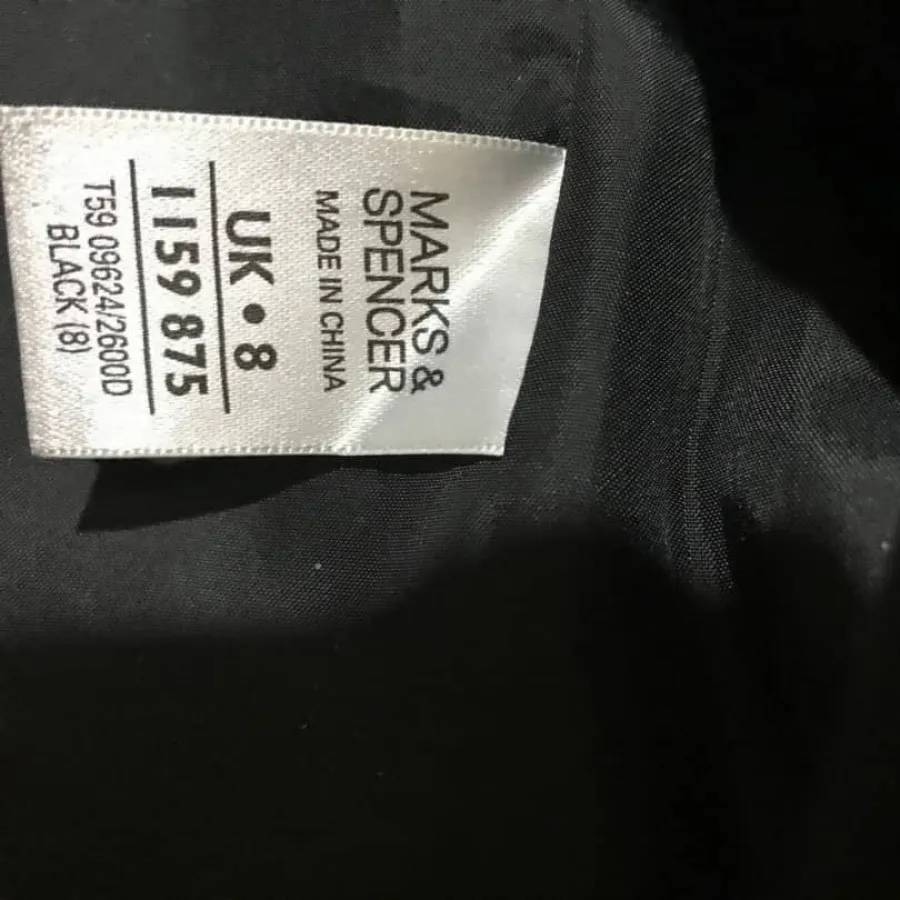 MARKS &
SPENCER
MADE IN CHINA
UK • 8
1159 875
T59 09624/2600D
BLACK (8)